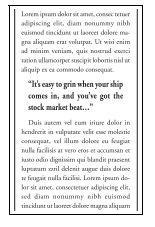 Lorem ipsum dolor sit amet, consec tetuer
adipiscing elit, diam nonummy nibh
euismod tincidunt ut laoreet dolore ma-
gna aliquam erat volutpat. Ut wisi enim
ad minim veniam, quis nostrud exerci
tation ullamcorper suscipit lobortis nisl ut
aliquip ex ea commodo consequat.
“It’s easy to grin when your ship
comes in, and you’ve got the
stock market beat…”
Duis autem vel eum iriure dolor in
hendrerit in vulputate velit esse molestie
consequat, vel illum dolore eu feugiat
nulla facilisis at vero eros et accumsan et
iusto odio dignissim qui blandit praesent
luptatum zzril delenit augue duis dolore
te feugait nulla facilisi. Lorem ipsum do-
lor sit amet, consectetuer adipiscing elit,
sed diam nonummy nibh euismod
tincidunt ut laoreet dolore magna aliquam